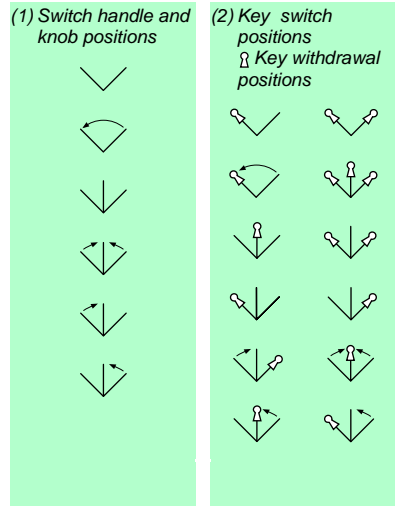 (1) Switch handle and
knob positions
(2) Key switch
positions
Key withdrawal
positions